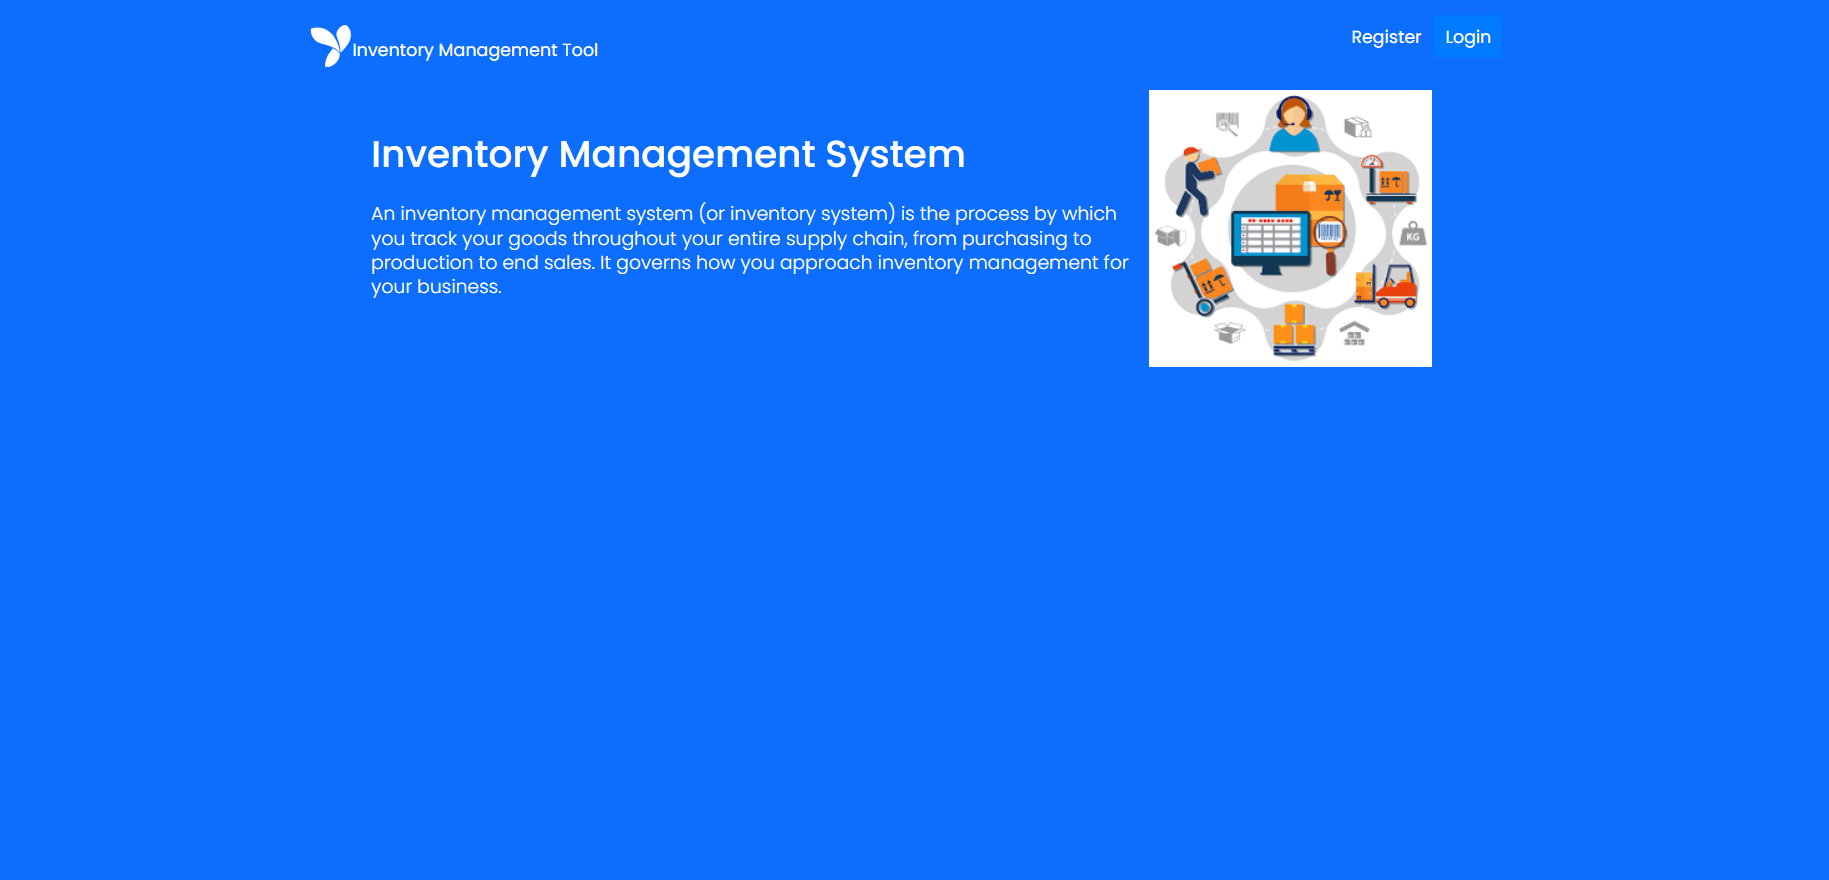 Inventory Management Tool
Register
Login
Inventory Management System
An inventory management system (or inventory system) is the process by which
you track your goods throughout your entire supply chain, from purchasing to
production to end sales. It governs how you approach inventory management for
your business.
KG